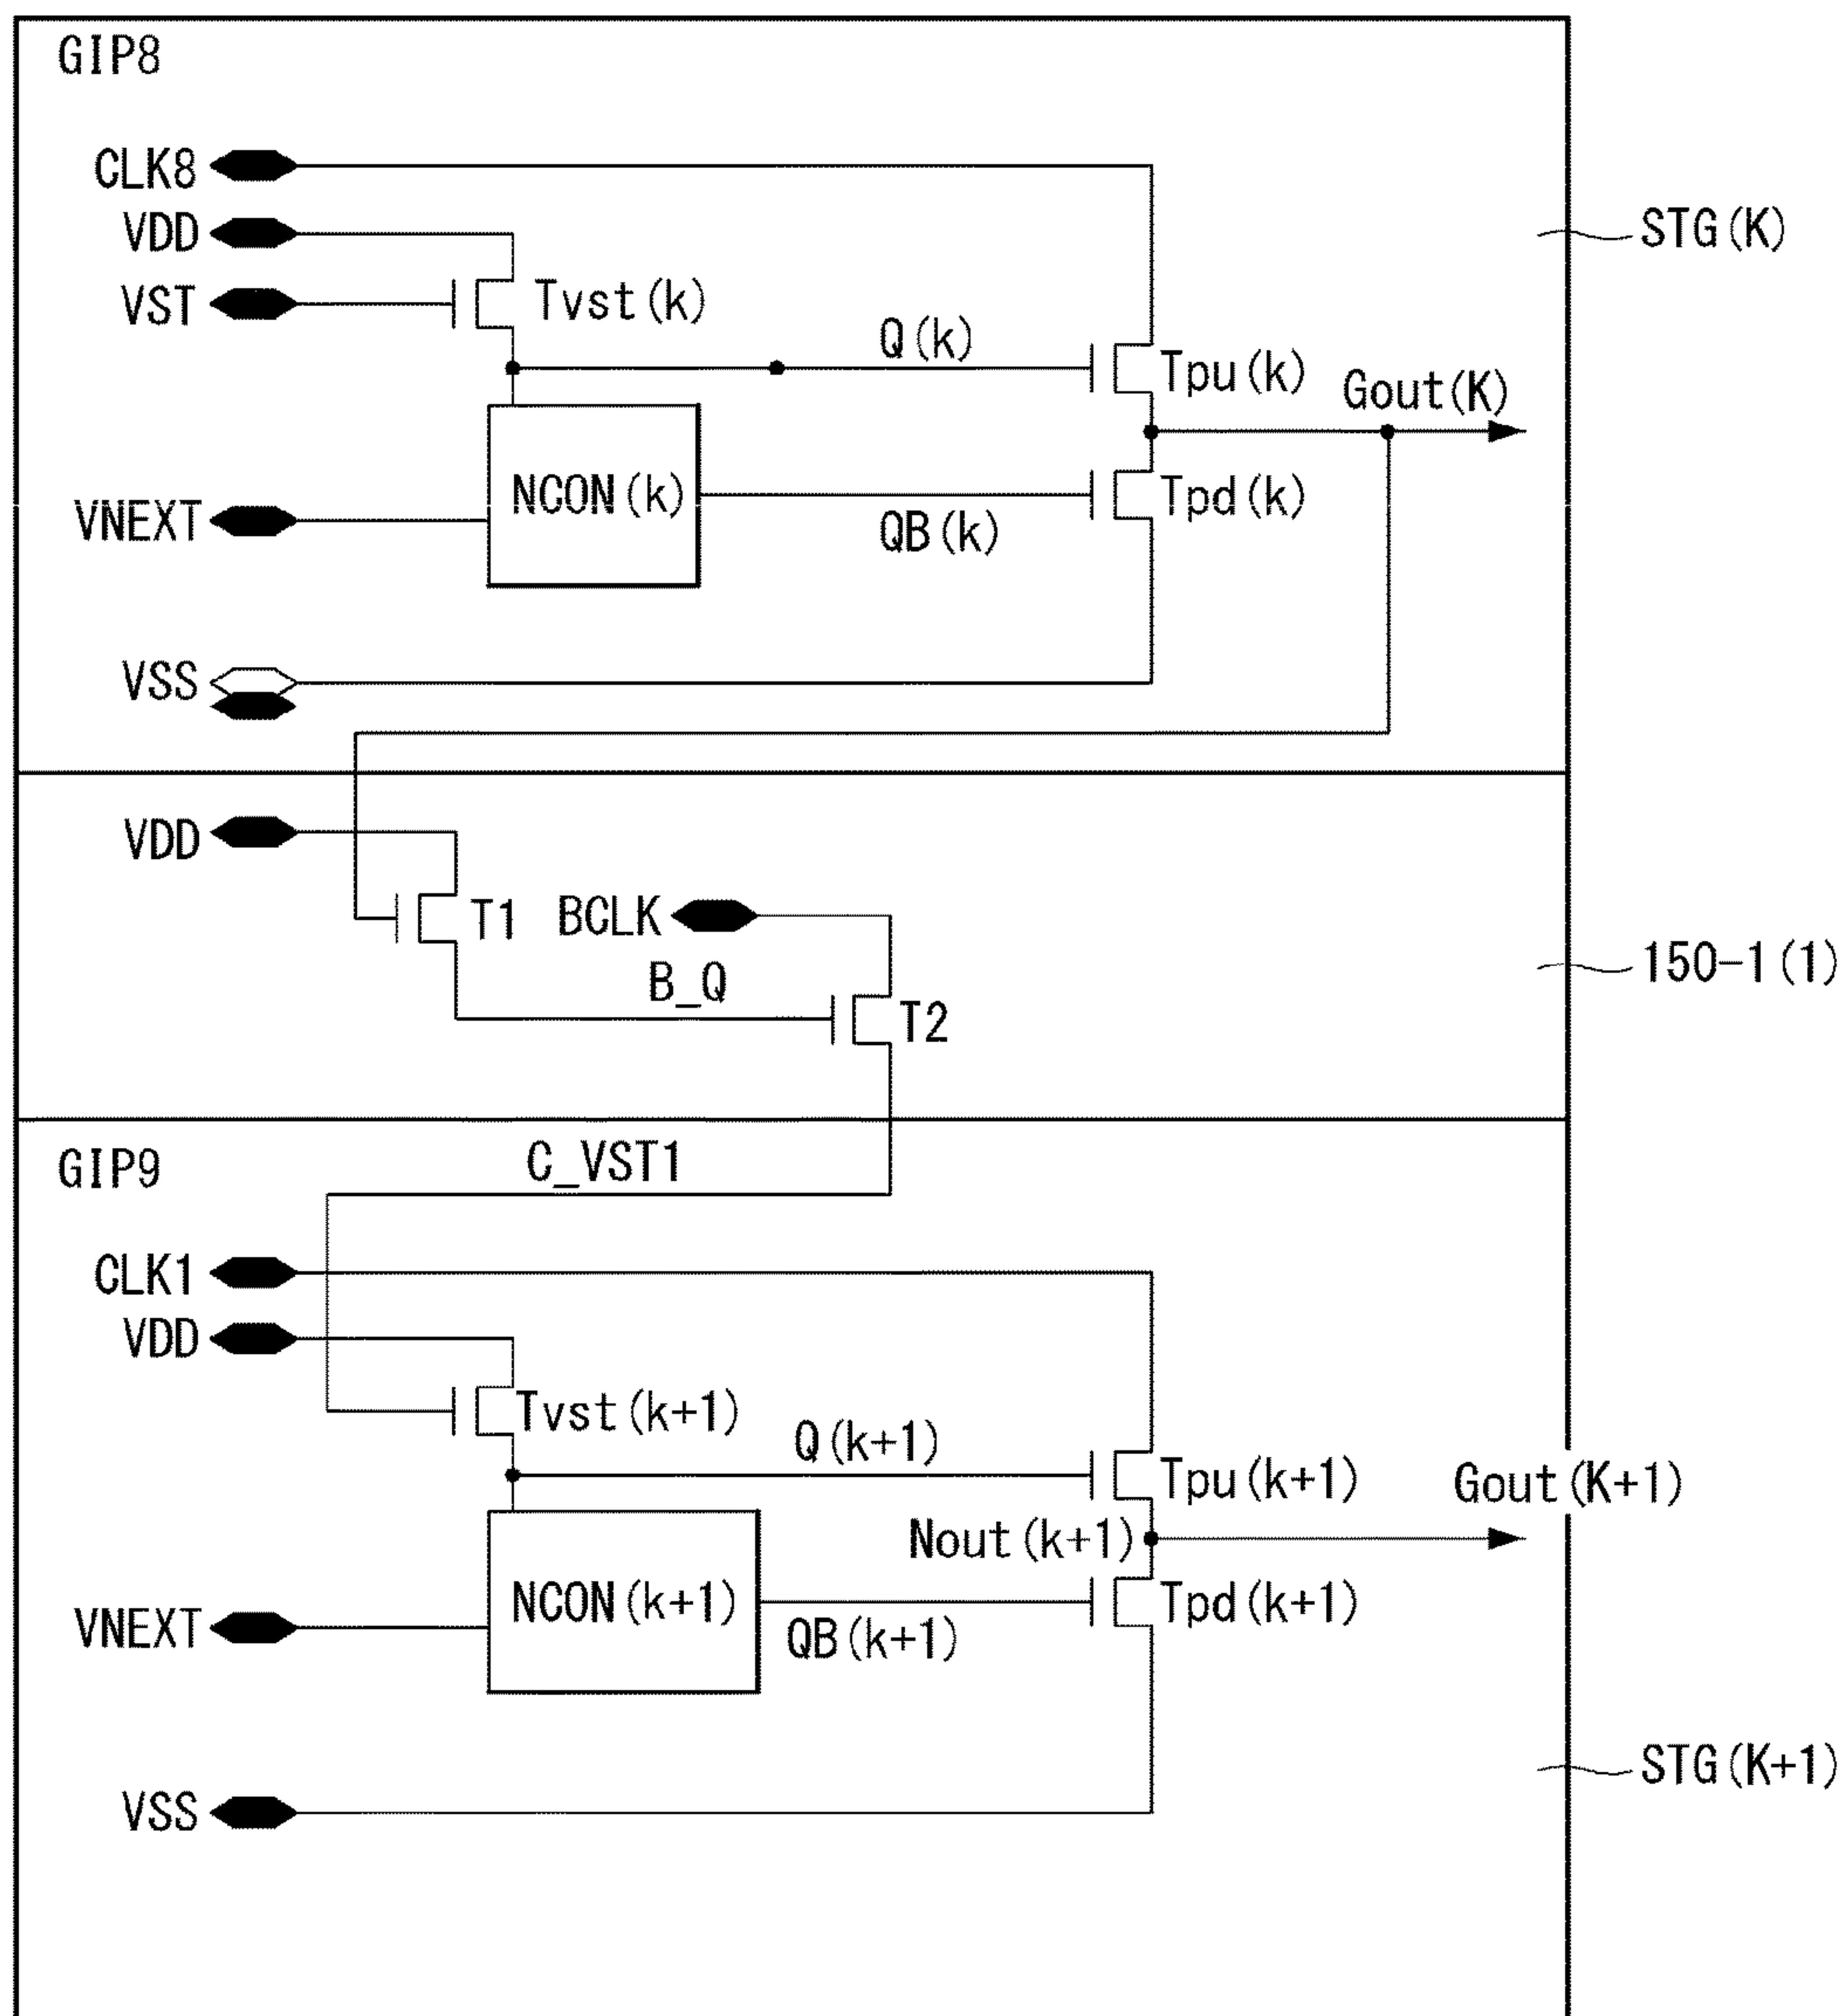 GIP8
CLK8
VDD
STG(K)
VST
Tvst(k)
Q(k)
Tpu(k)
Gout(K)
NCON(k)
Tpd(k)
VNEXT
QB(k)
VSS
VDD
T1
BCLK
B_Q
150-1(1)
T2
GIP9
C_VST1
CLK1
VDD
Tvst(k+1)
Q(k+1)
Tpu(k+1)
Gout(K+1)
Nout(k+1)
NCON(k+1)
Tpd(k+1)
VNEXT
QB(k+1)
STG(K+1)
VSS